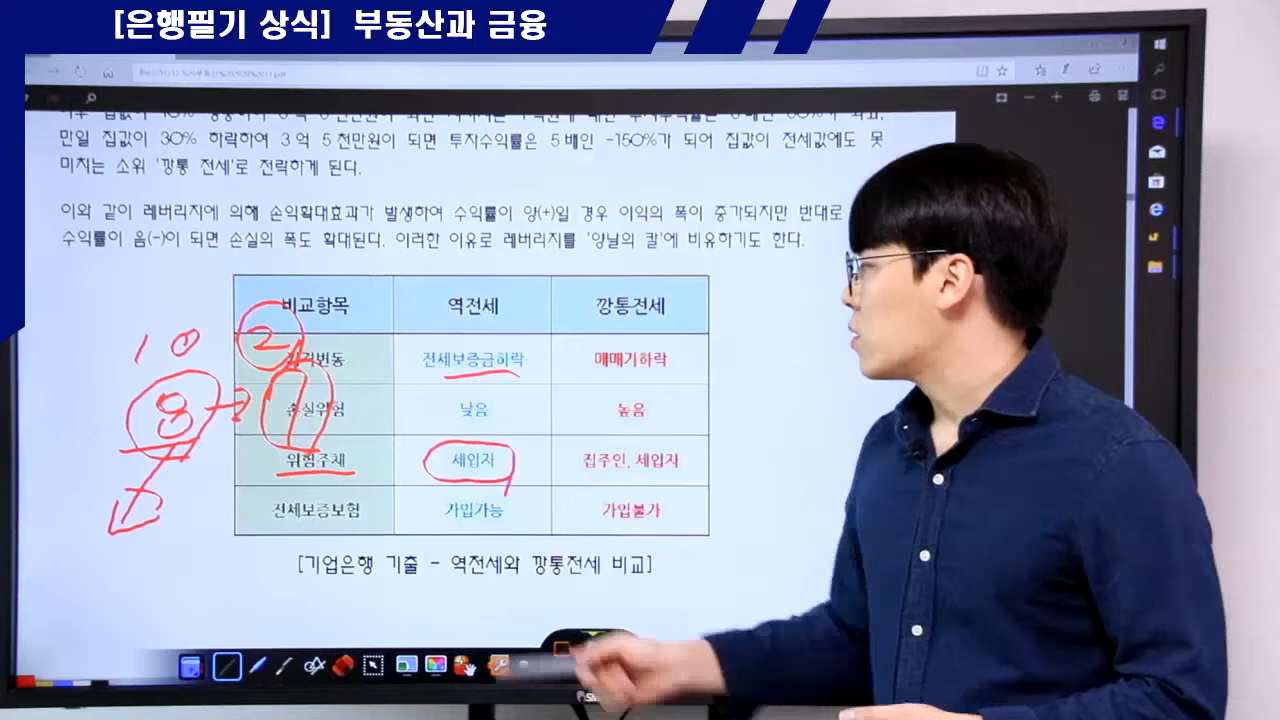 [은행필기 상식] 부동산과 금융
만일 집값이 30% 하락하여 3억 5천만원이 되면 투자수익률은 5배인 -150%가 되어 집값이 전세값에도 못
미치는 소위 '깡통 전세'로 전락하게 된다.
이와 같이 레버리지에 의해 손익확대효과가 발생하여 수익률이 양(+)일 경우 이익의 폭이 증가되지만 반대로
수익률이 음(-)이 되면 손실의 폭도 확대된다. 이러한 이유로 레버리지를 '양날의 칼'에 비유하기도 한다.
비교항목 역전세 깡통전세
전세보증금하락 매매가하락
손실위험 낮음 높음
위험주체 세입자 집주인, 세입자
전세보증보험 가입가능 가입불가
[기업은행 기출 - 역전세와 깡통전세 비교]
10
8
2
1